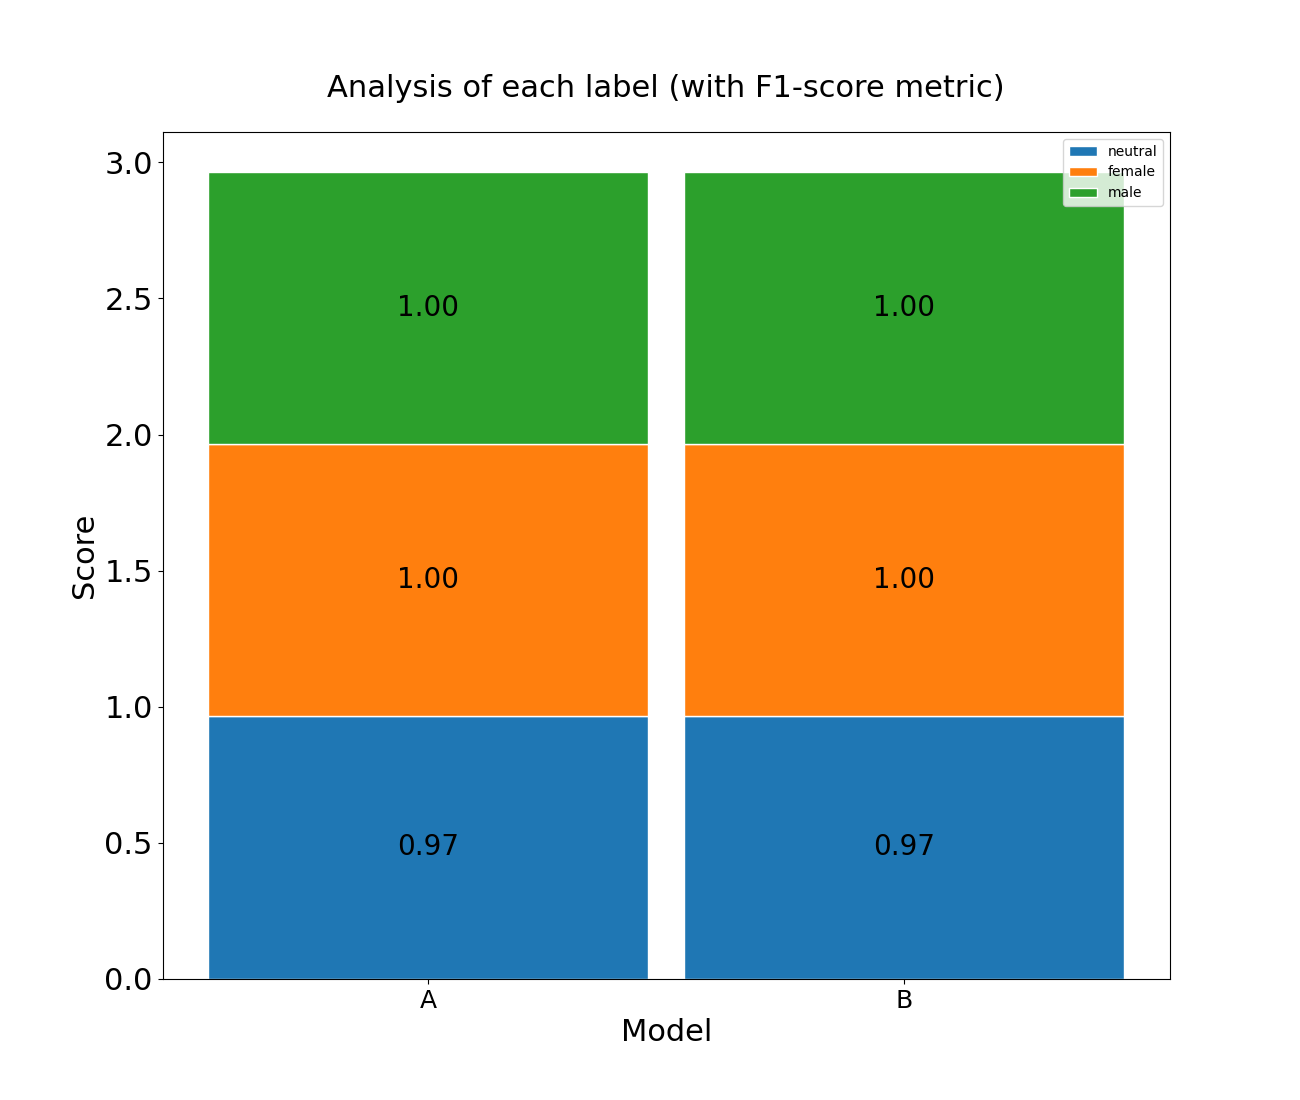 Analysis of each label (with F1-score metric)
neutral
female
male
3.0
2.5
2.0
1.5
1.0
0.5
0.0
Score
1.00
1.00
1.00
1.00
0.97
0.97
A
B
Model